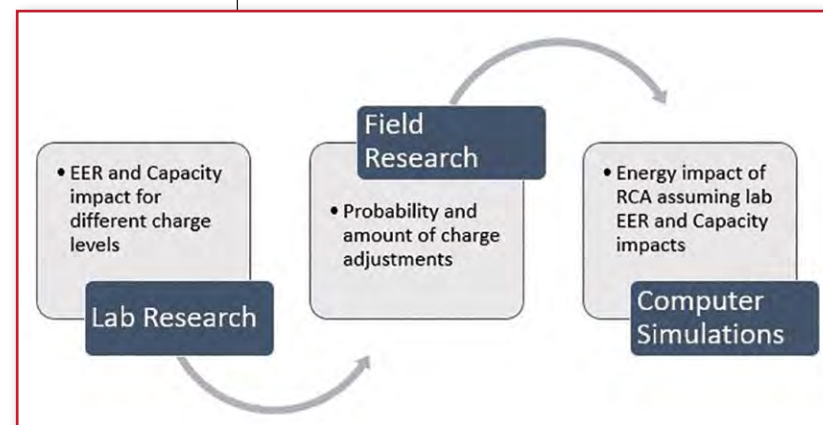 • EER and Capacity
impact for
different charge
levels
Lab Research
Field
Research
• Probability and
amount of charge
adjustments
• Energy impact of
RCA assuming lab
EER and Capacity
impacts
Computer
Simulations